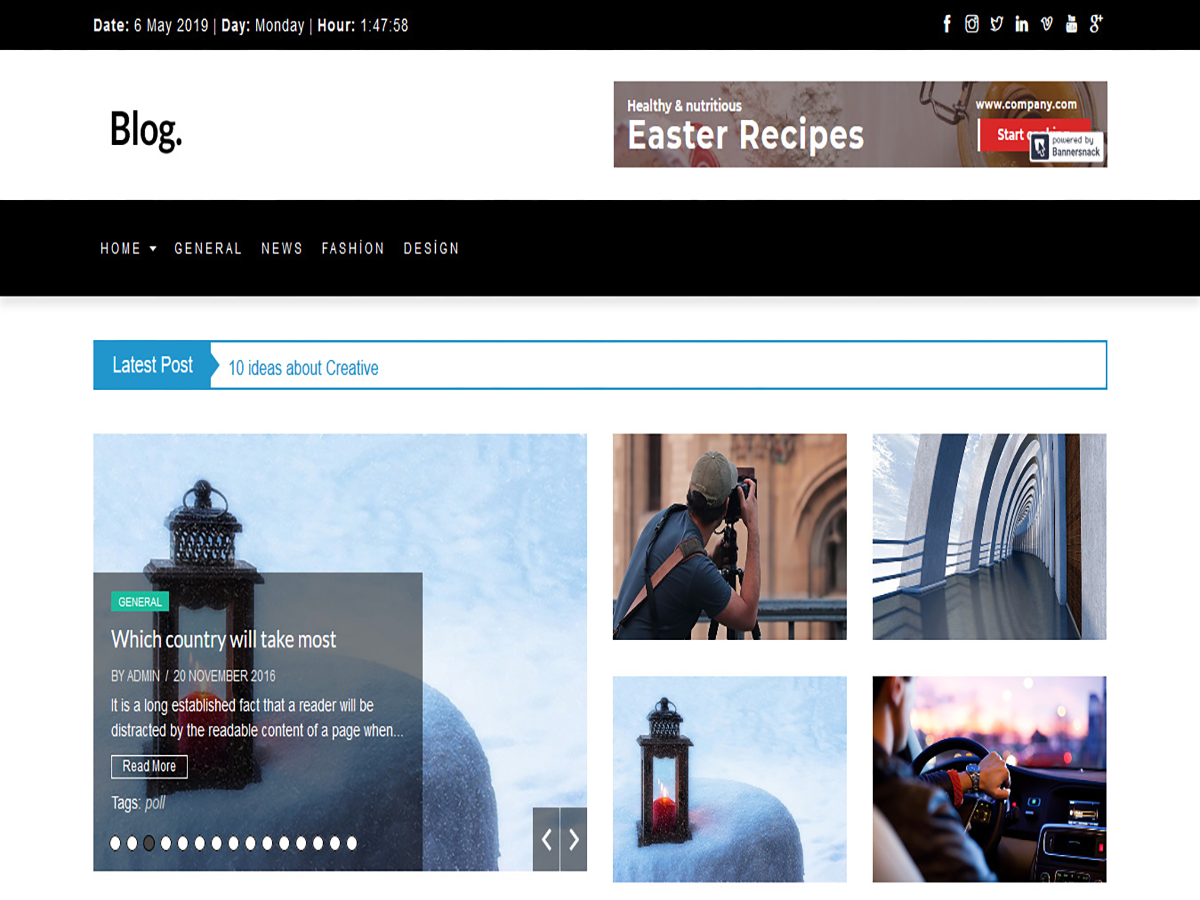 Date: 6 May 2019 | Day: Monday | Hour: 1:47:58
Blog.
Healthy & nutritious
Easter Recipes
www.company.com
Start
powered by
Bannersnack
HOME GENERAL NEWS FASHİON DESİGN
Latest Post
10 ideas about Creative
GENERAL
Which country will take most
BY ADMIN / 20 NOVEMBER 2016
It is a long established fact that a reader will be
distracted by the readable content of a page when...
Read More
Tags: poll